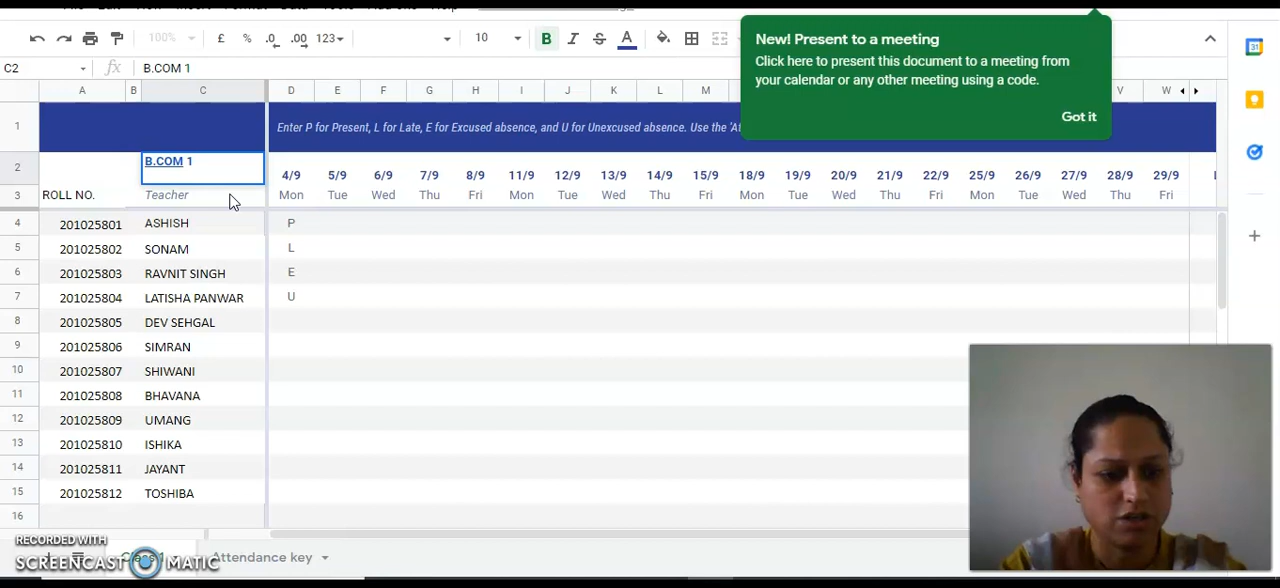 100%
£
%
.0
.00
123
10
B
I
S
A
New! Present to a meeting
Click here to present this document to a meeting from
your calendar or any other meeting using a code.
Got it
31
C2
fx
B.COM 1
A B C D E F G H I J K L M V W
1
Enter P for Present, L for Late, E for Excused absence, and U for Unexcused absence. Use the
2 B.COM 1 4/9 5/9 6/9 7/9 8/9 11/9 12/9 13/9 14/9 15/9 18/9 19/9 20/9 21/9 22/9 25/9 26/9 27/9 28/9 29/9
3 ROLL NO. Teacher Mon Tue Wed Thu Fri Mon Tue Wed Thu Fri Mon Tue Wed Thu Fri Mon Tue Wed Thu Fri
4 201025801 ASHISH P
5 201025802 SONAM L
6 201025803 RAVNIT SINGH E
7 201025804 LATISHA PANWAR U
8 201025805 DEV SEHGAL
9 201025806 SIMRAN
10 201025807 SHIWANI
11 201025808 BHAVANA
12 201025809 UMANG
13 201025810 ISHIKA
14 201025811 JAYANT
15 201025812 TOSHIBA
16
Attendance key
RECORDED WITH
SCREENCAST MATIC